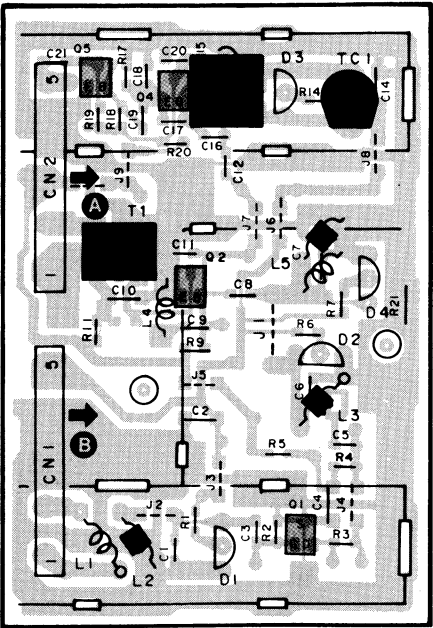 C21
Q5
R17
C18
C20
D3
TC1
5
Q4
R14
C14
R19
R18
C19
C17
R20
C16
C12
J8
CN2
J9
A
T1
J7
J6
C11
Q2
C7
L5
1
C10
L4
C8
R7
D4
R21
R11
C9
J1
R6
R9
D2
5
J5
C6
L3
C2
B
CN1
R5
C5
R4
J3
J2
R1
C3
R2
Q1
C4
J4
1
L1
L2
C1
D1
R3